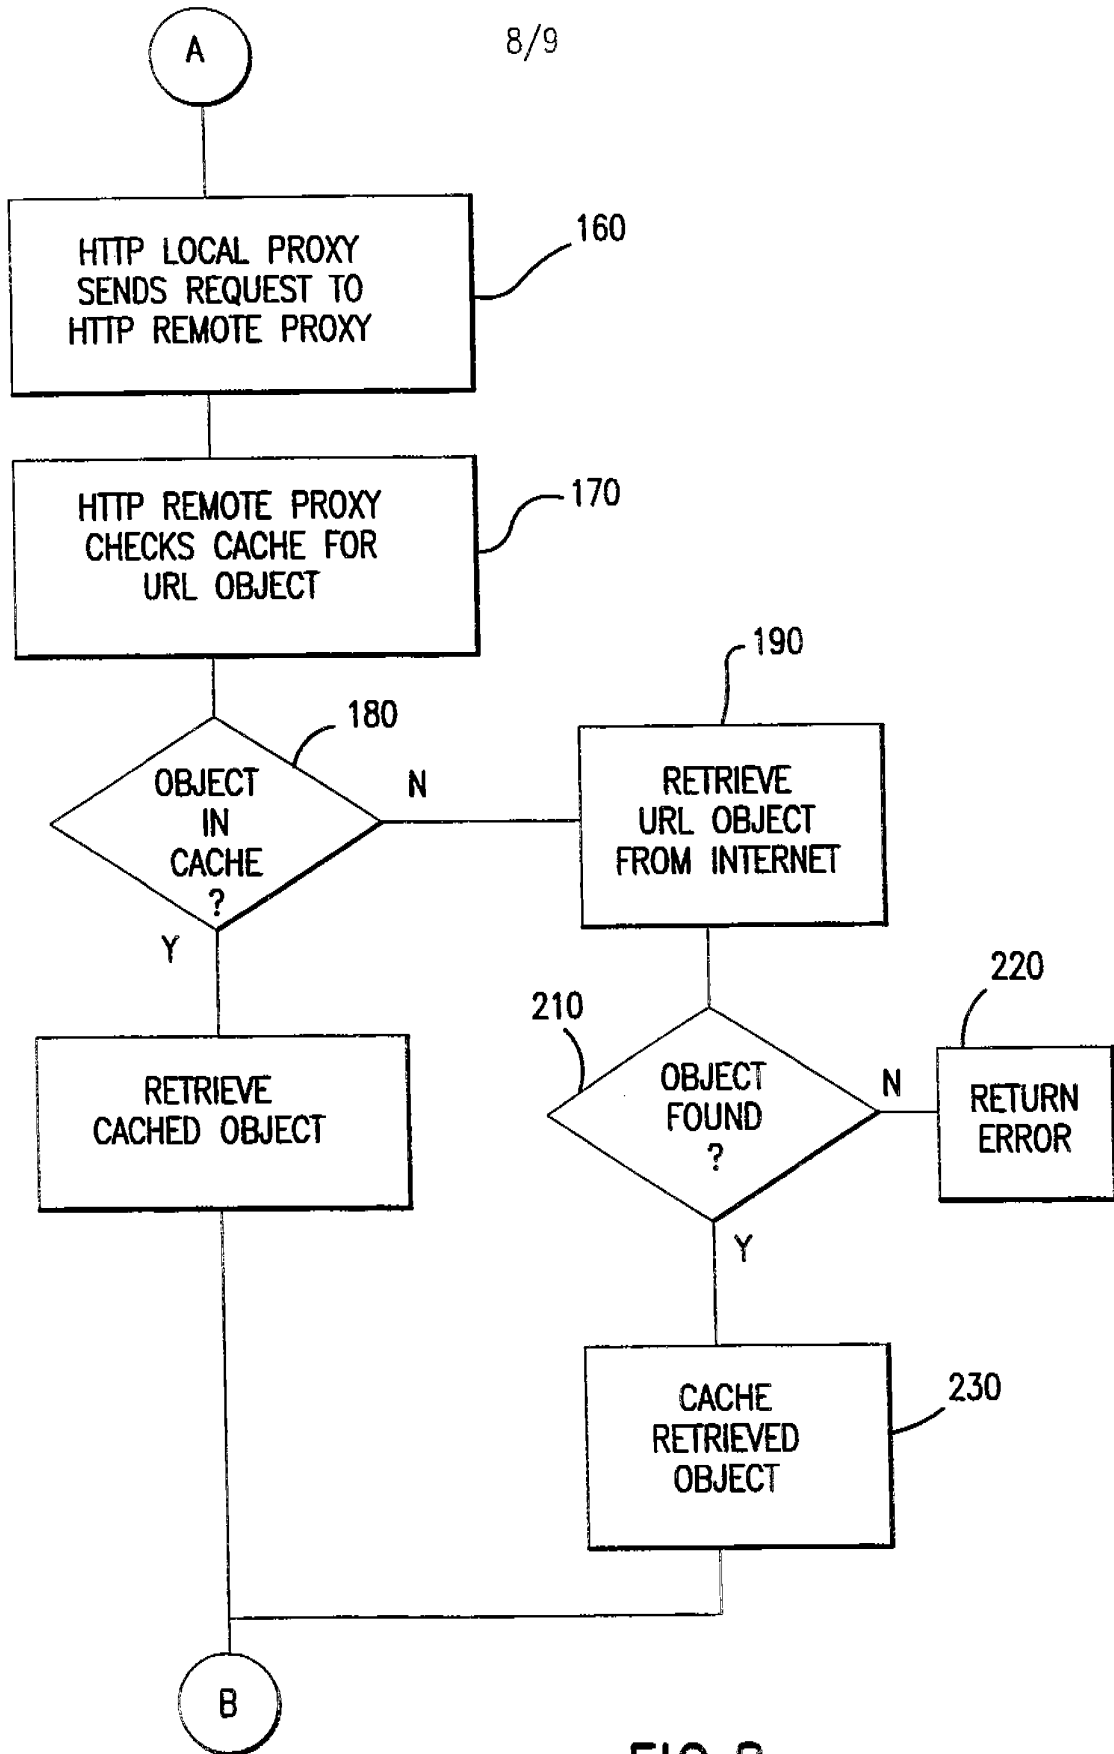 8/9
A
HTTP LOCAL PROXY
SENDS REQUEST TO
HTTP REMOTE PROXY
160
HTTP REMOTE PROXY
CHECKS CACHE FOR
URL OBJECT
170
OBJECT
IN
CACHE
?
180
N
Y
RETRIEVE
URL OBJECT
FROM INTERNET
190
RETRIEVE
CACHED OBJECT
OBJECT
FOUND
?
210
N
Y
RETURN
ERROR
220
CACHE
RETRIEVED
OBJECT
230
B